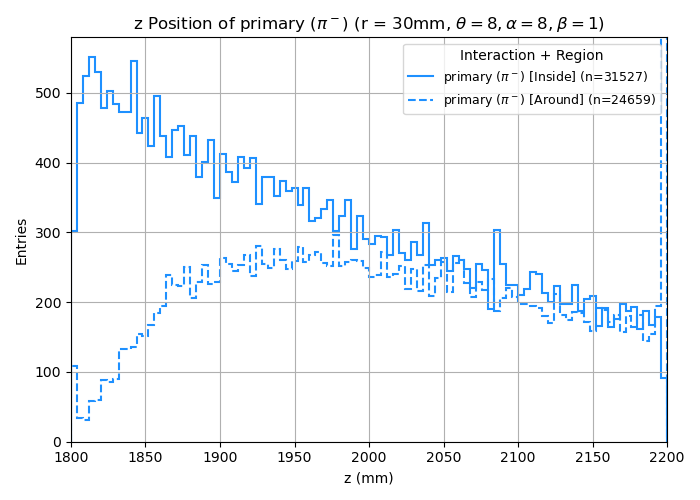 z Position of primary (π⁻) (r = 30mm, θ = 8, α = 8, β = 1)
Interaction + Region
primary (π⁻) [Inside] (n=31527)
primary (π⁻) [Around] (n=24659)
Entries
500
400
300
200
100
0
1800 1850 1900 1950 2000 2050 2100 2150 2200
z (mm)